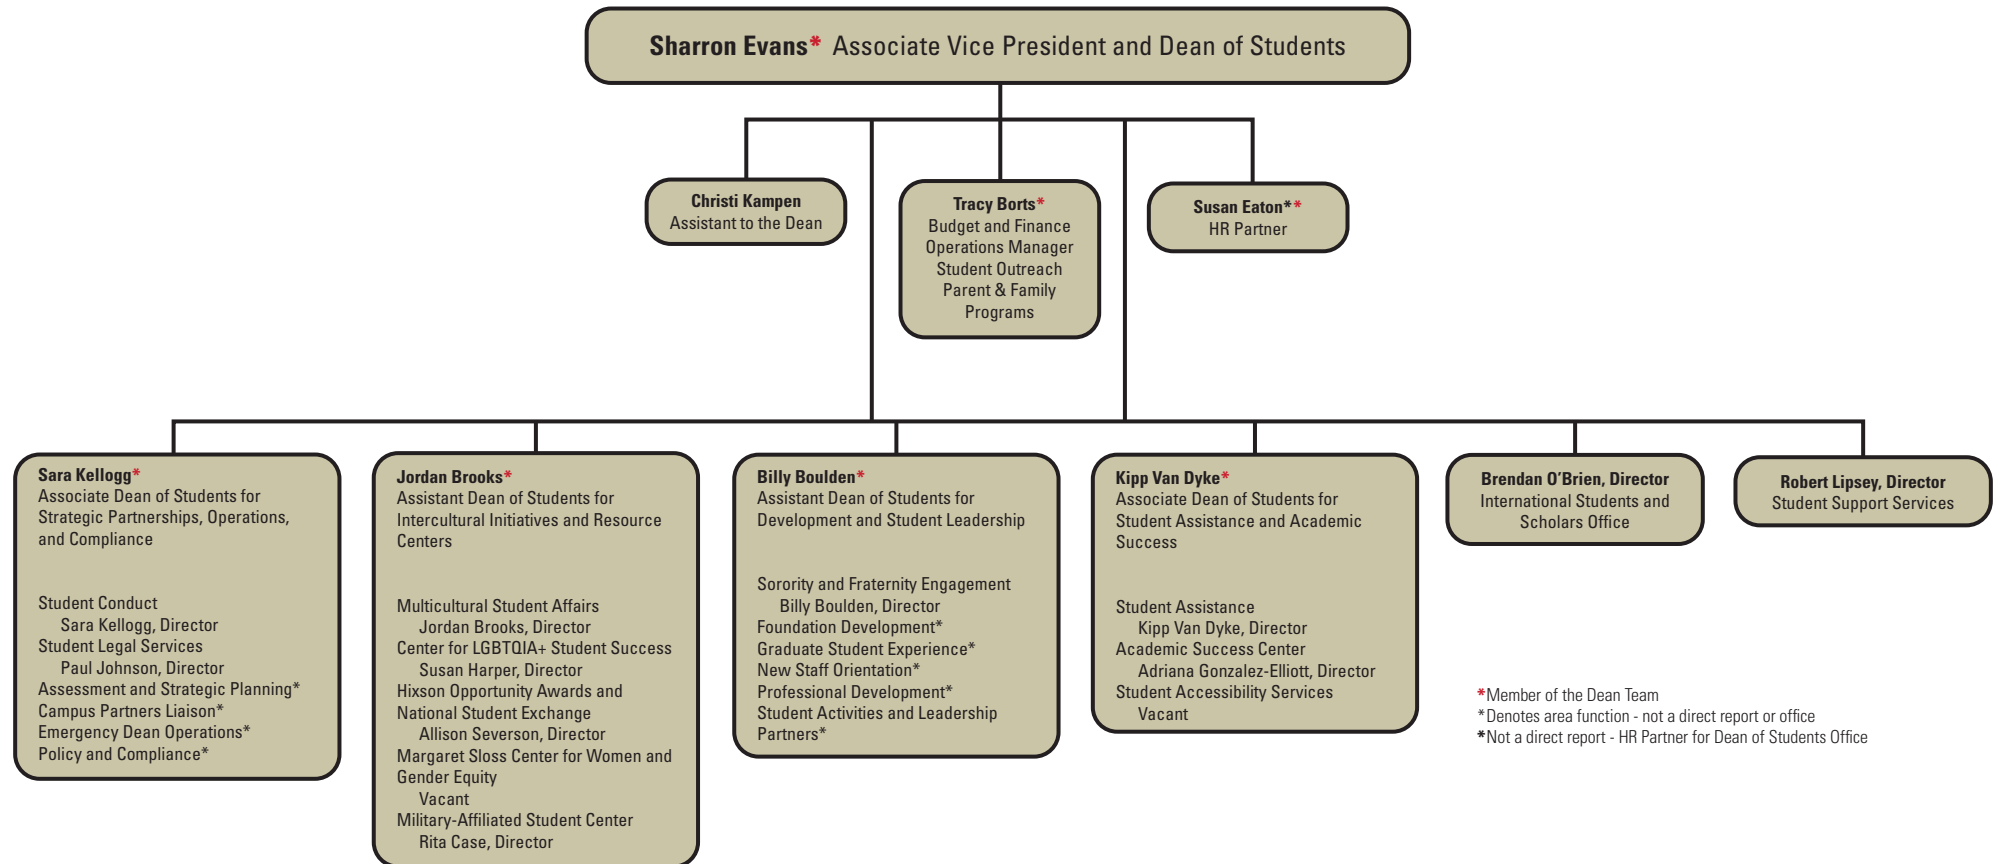 Sharron Evans* Associate Vice President and Dean of Students
Christi Kampen
Assistant to the Dean
Tracy Borts*
Budget and Finance
Operations Manager
Student Outreach
Parent & Family
Programs
Susan Eaton**
HR Partner
Sara Kellogg*
Associate Dean of Students for
Strategic Partnerships, Operations,
and Compliance
Student Conduct
Sara Kellogg, Director
Student Legal Services
Paul Johnson, Director
Assessment and Strategic Planning*
Campus Partners Liaison*
Emergency Dean Operations*
Policy and Compliance*
Jordan Brooks*
Assistant Dean of Students for
Intercultural Initiatives and Resource
Centers
Multicultural Student Affairs
Jordan Brooks, Director
Center for LGBTQIA+ Student Success
Susan Harper, Director
Hixson Opportunity Awards and
National Student Exchange
Allison Severson, Director
Margaret Sloss Center for Women and
Gender Equity
Vacant
Military-Affiliated Student Center
Rita Case, Director
Billy Boulden*
Assistant Dean of Students for
Development and Student Leadership
Sorority and Fraternity Engagement
Billy Boulden, Director
Foundation Development*
Graduate Student Experience*
New Staff Orientation*
Professional Development*
Student Activities and Leadership
Partners*
Kipp Van Dyke*
Associate Dean of Students for
Student Assistance and Academic
Success
Student Assistance
Kipp Van Dyke, Director
Academic Success Center
Adriana Gonzalez-Elliott, Director
Student Accessibility Services
Vacant
Brendan O’Brien, Director
International Students and
Scholars Office
Robert Lipsey, Director
Student Support Services
*Member of the Dean Team
*Denotes area function - not a direct report or office
*Not a direct report - HR Partner for Dean of Students Office